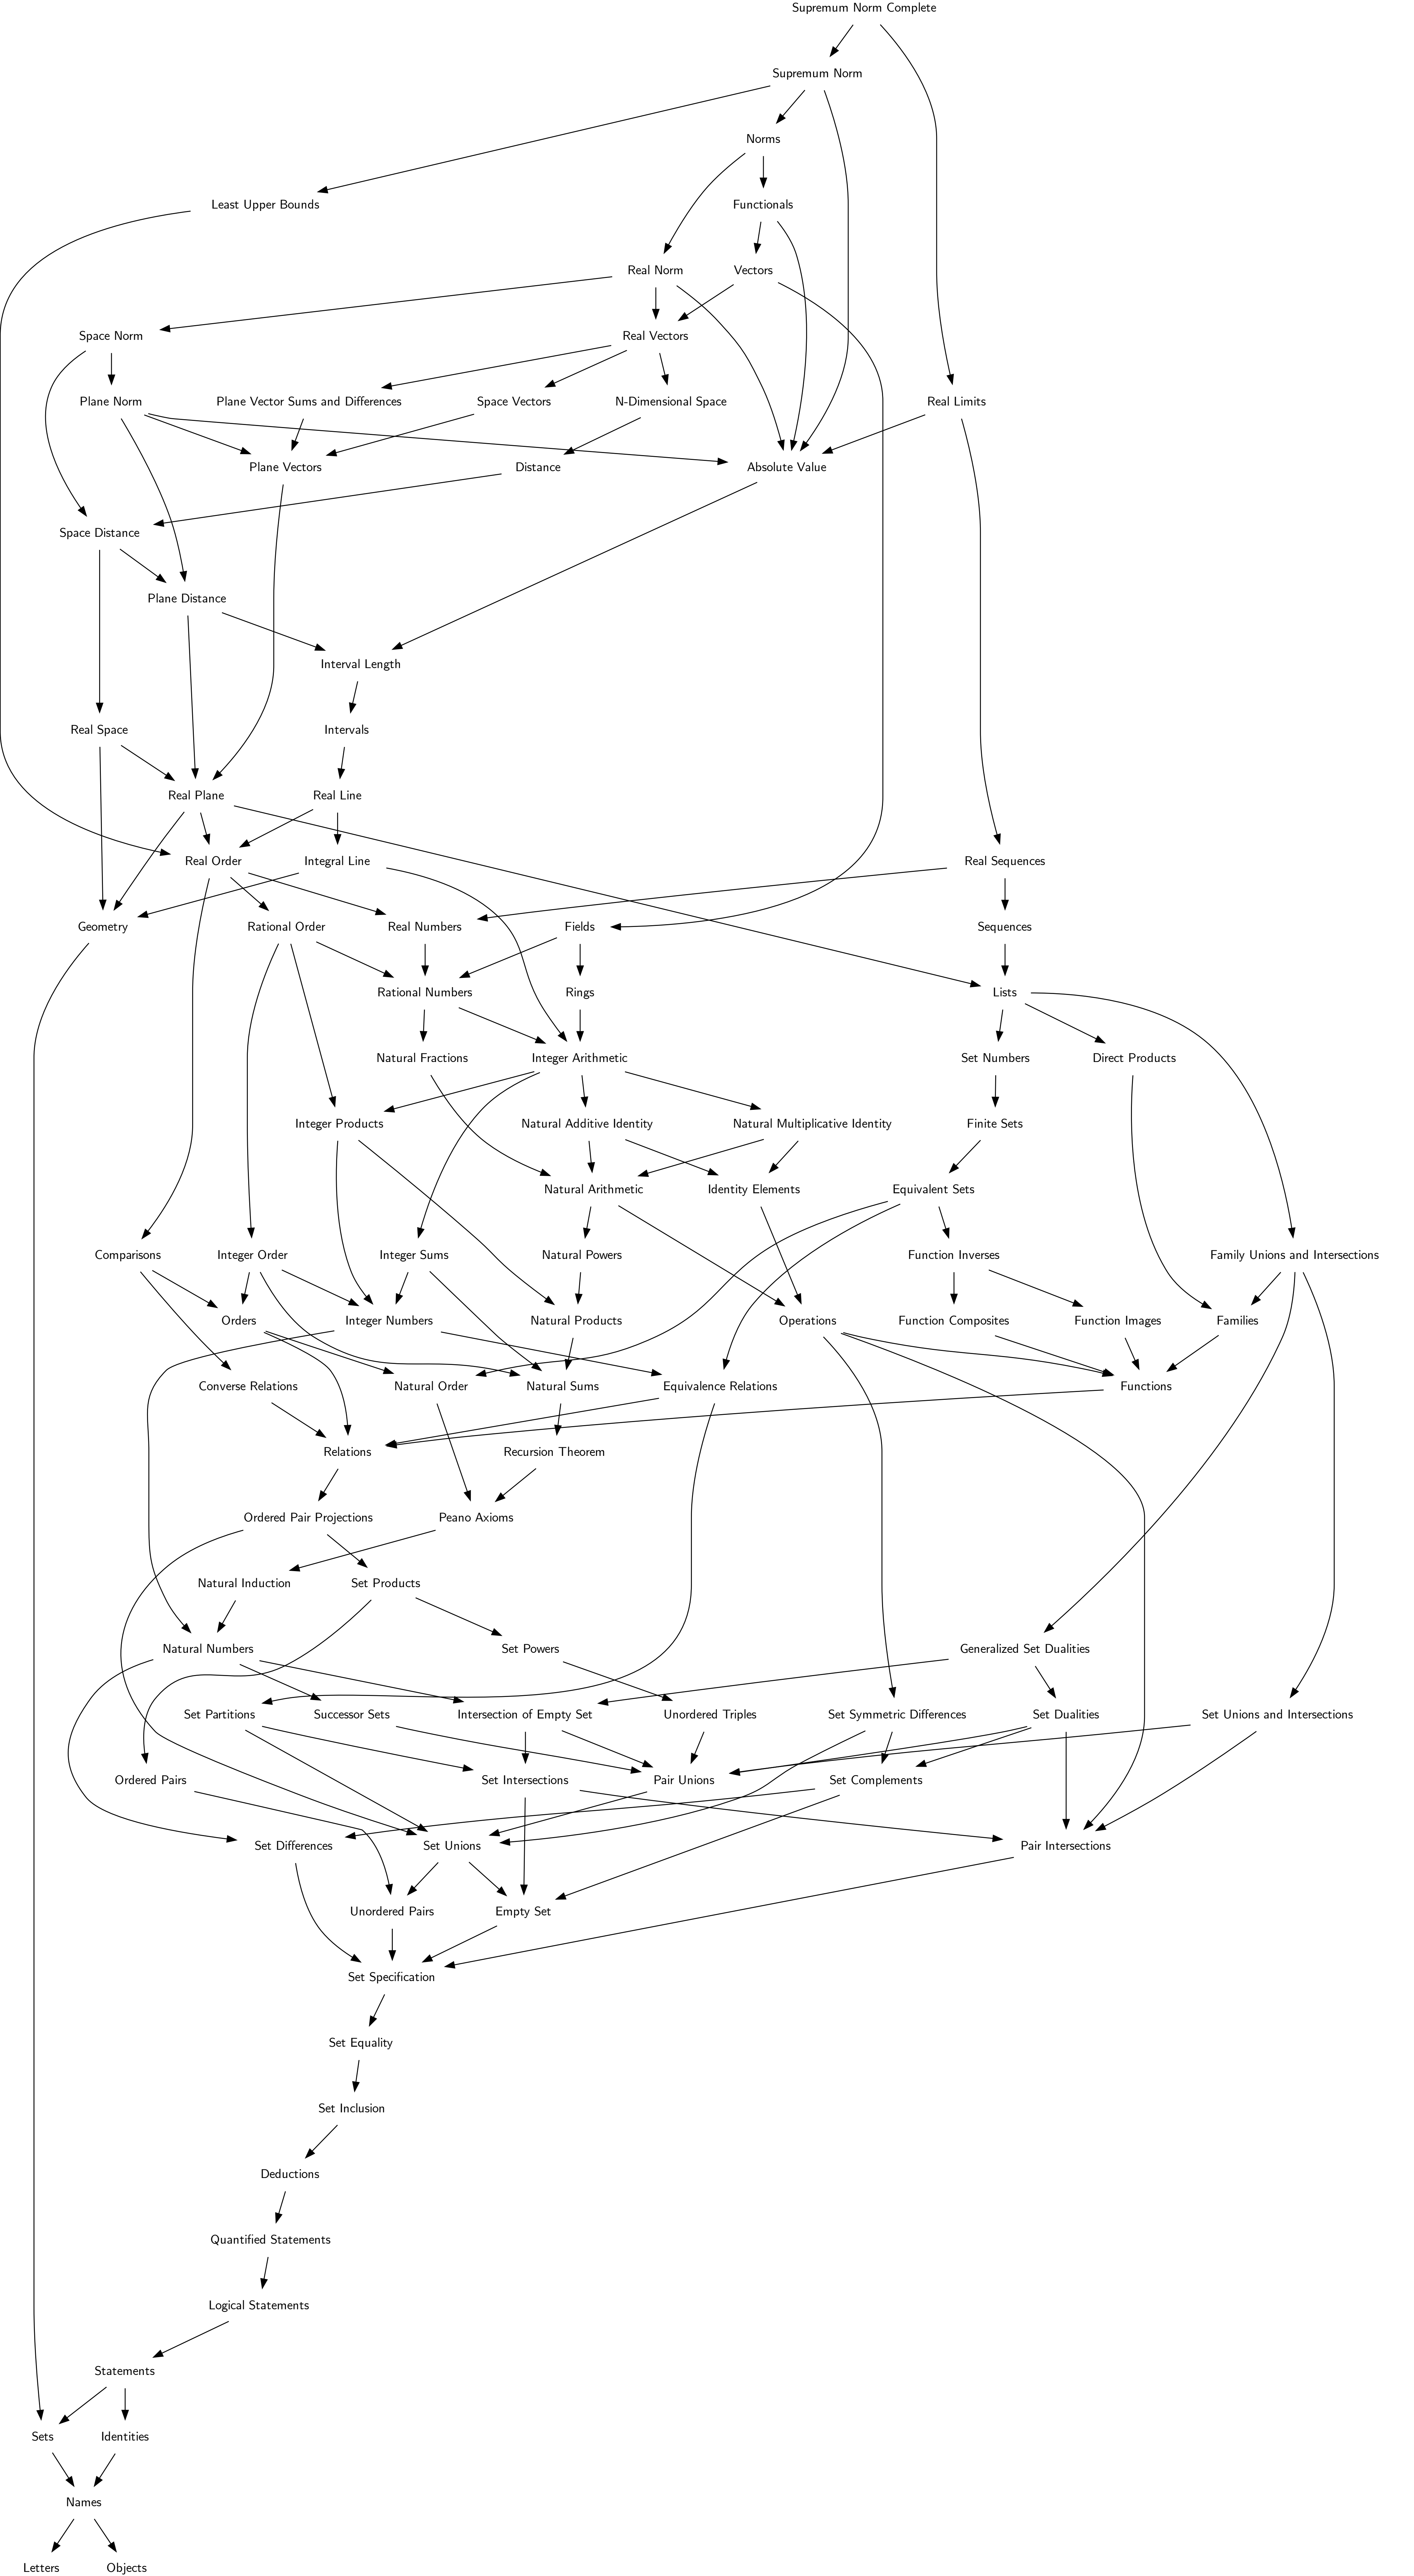 Supremum Norm Complete
Supremum Norm
Norms
Least Upper Bounds
Functionals
Real Norm
Vectors
Space Norm
Real Vectors
Plane Norm
Plane Vector Sums and Differences
Space Vectors
N-Dimensional Space
Real Limits
Plane Vectors
Distance
Absolute Value
Space Distance
Plane Distance
Interval Length
Real Space
Intervals
Real Plane
Real Line
Real Order
Integral Line
Real Sequences
Geometry
Rational Order
Real Numbers
Fields
Sequences
Rational Numbers
Rings
Lists
Natural Fractions
Integer Arithmetic
Set Numbers
Direct Products
Integer Products
Natural Additive Identity
Natural Multiplicative Identity
Finite Sets
Natural Arithmetic
Identity Elements
Equivalent Sets
Comparisons
Integer Order
Integer Sums
Natural Powers
Function Inverses
Family Unions and Intersections
Orders
Integer Numbers
Natural Products
Operations
Function Composites
Function Images
Families
Converse Relations
Natural Order
Natural Sums
Equivalence Relations
Functions
Relations
Recursion Theorem
Ordered Pair Projections
Peano Axioms
Natural Induction
Set Products
Natural Numbers
Set Powers
Generalized Set Dualities
Set Partitions
Successor Sets
Intersection of Empty Set
Unordered Triples
Set Symmetric Differences
Set Dualities
Set Unions and Intersections
Ordered Pairs
Set Intersections
Pair Unions
Set Complements
Set Differences
Set Unions
Pair Intersections
Unordered Pairs
Empty Set
Set Specification
Set Equality
Set Inclusion
Deductions
Quantified Statements
Logical Statements
Statements
Sets
Identities
Names
Letters
Objects